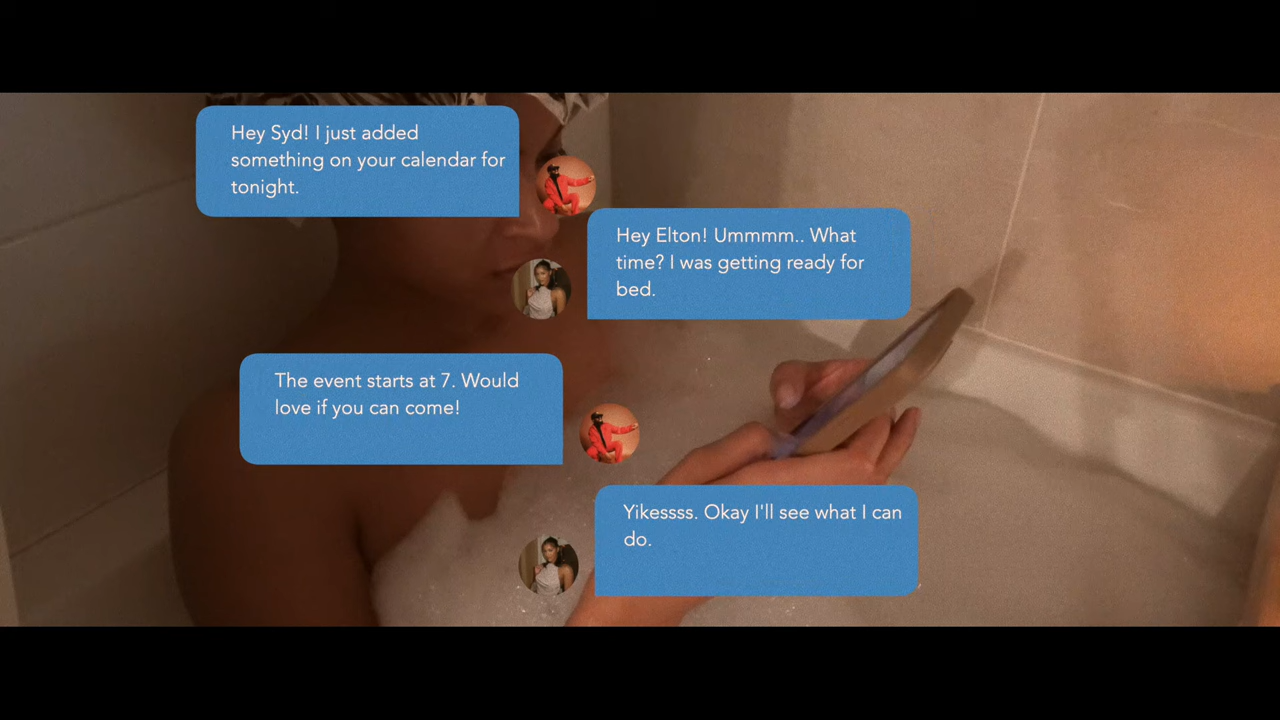 Hey Syd! I just added
something on your calendar for
tonight.
Hey Elton! Ummmm.. What
time? I was getting ready for
bed.
The event starts at 7. Would
love if you can come!
Yikessss. Okay I'll see what I can
do.